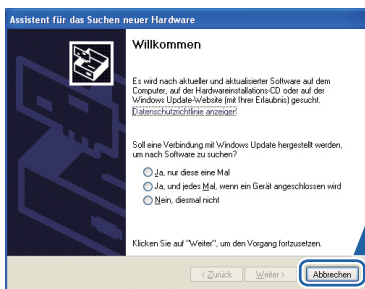 Assistent für das Suchen neuer Hardware
Willkommen
Es wird nach aktueller und aktualisierter Software auf dem
Computer, auf der Hardwareinstallations-CD oder auf der
Windows Update-Website (mit Ihrer Erlaubnis) gesucht.
Datenschutzrichtlinie anzeigen
Soll eine Verbindung mit Windows Update hergestellt werden,
um nach Software zu suchen?
Ja, nur diese eine Mal
Ja, und jedes Mal, wenn ein Gerät angeschlossen wird
Nein, diesmal nicht
Klicken Sie auf "Weiter", um den Vorgang fortzusetzen.
< Zurück Weiter > Abbrechen